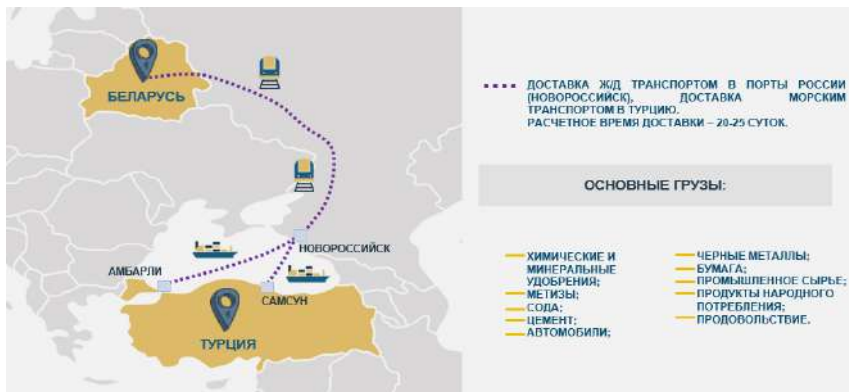 БЕЛАРУСЬ
НОВОРОССИЙСК
АМБАРЛИ
САМСУН
ТУРЦИЯ
ДОСТАВКА Ж/Д ТРАНСПОРТОМ В ПОРТЫ РОССИИ
(НОВОРОССИЙСК), ДОСТАВКА МОРСКИМ
ТРАНСПОРТОМ В ТУРЦИЮ.
РАСЧЕТНОЕ ВРЕМЯ ДОСТАВКИ – 20-25 СУТОК.
ОСНОВНЫЕ ГРУЗЫ:
ХИМИЧЕСКИЕ И
МИНЕРАЛЬНЫЕ
УДОБРЕНИЯ;
МЕТИЗЫ;
СОДА;
ЦЕМЕНТ;
АВТОМОБИЛИ;
ЧЕРНЫЕ МЕТАЛЛЫ;
БУМАГА;
ПРОМЫШЛЕННОЕ СЫРЬЕ;
ПРОДУКТЫ НАРОДНОГО
ПОТРЕБЛЕНИЯ;
ПРОДОВОЛЬСТВИЕ.